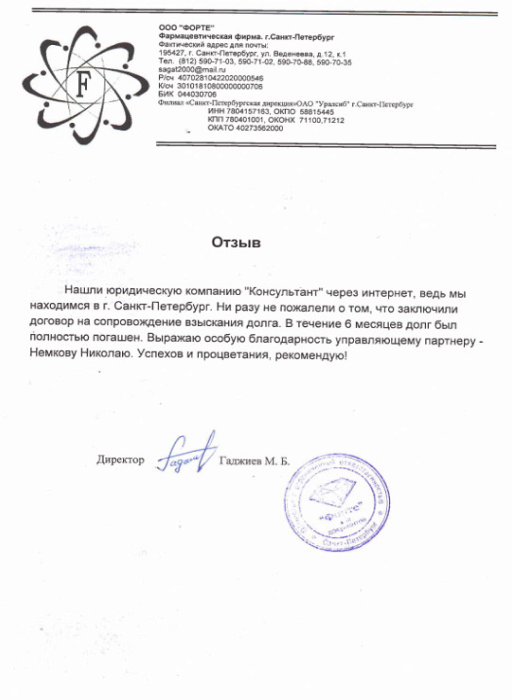 ООО "ФОРТЕ"
Фармацевтическая фирма. г.Санкт-Петербург
Фактический адрес для почты:
195427, г. Санкт-Петербург, ул. Веденеева, д.12, к.1
Тел. (812) 590-71-03, 590-71-02, 590-70-88, 590-70-35
sagat2000@mail.ru
Р/сч 40702810422020000546
К/сч 30101810800000000706
БИК 044030706
Филиал «Санкт-Петербургская дирекция»ОАО "Уралсиб" г.Санкт-Петербург
ИНН 7804157163, ОКПО 58815445
КПП 780401001, ОКОНХ 71100,71212
ОКАТО 40273562000
F
Отзыв
Нашли юридическую компанию "Консультант" через интернет, ведь мы
находимся в г. Санкт-Петербург. Ни разу не пожалели о том, что заключили
договор на сопровождение взыскания долга. В течение 6 месяцев долг был
полностью погашен. Выражаю особую благодарность управляющему партнеру -
Немкову Николаю. Успехов и процветания, рекомендую!
Директор Гаджиев М. Б.
ответственностью
"Форте"
Санкт-Петербург